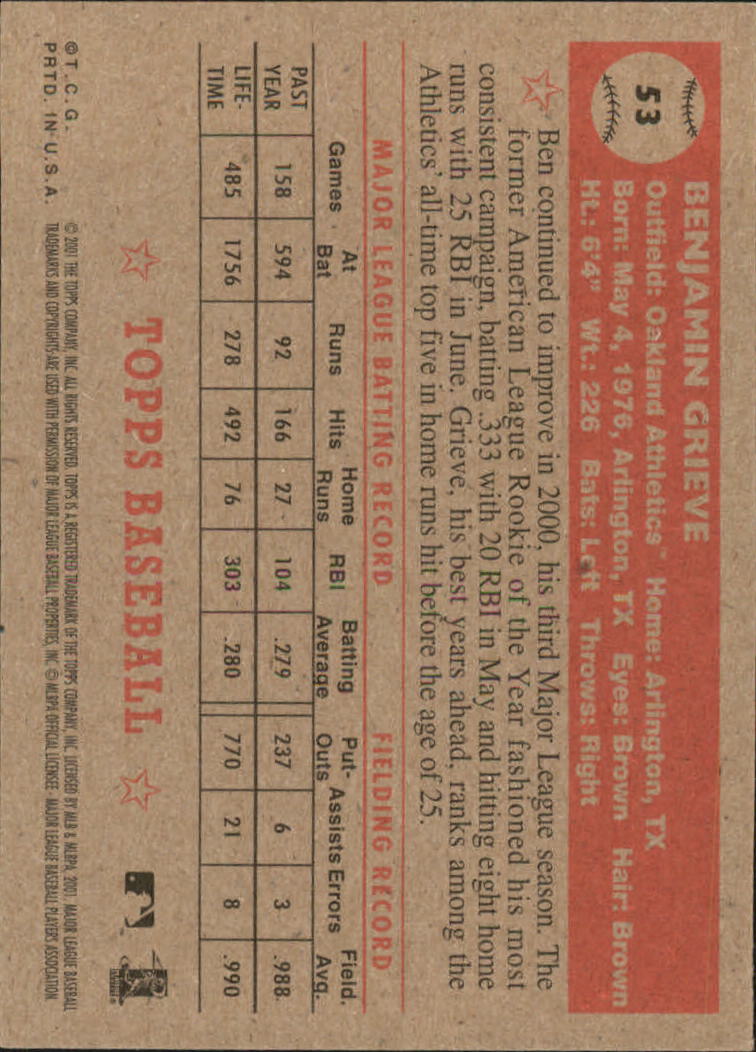 53
BENJAMIN GRIEVE
Outfield: Oakland Athletics™ Home: Arlington, TX
Born: May 4, 1976, Arlington, TX Eyes: Brown Hair: Brown
Ht.: 6'4" Wt.: 226 Bats: Left Throws: Right
Ben continued to improve in 2000, his third Major League season. The
former American League Rookie of the Year fashioned his most
consistent campaign, batting .333 with 20 RBI in May and hitting eight home
runs with 25 RBI in June. Grieve, his best years ahead, ranks among the
Athletics' all-time top five in home runs hit before the age of 25.
MAJOR LEAGUE BATTING RECORD FIELDING RECORD
Games At Bat Runs Hits Home Runs RBI Batting Average Put-Outs Assists Errors Field. Avg.
PAST YEAR 158 594 92 166 27 104 .279 237 6 3 .988
LIFE-TIME 485 1756 278 492 76 303 .280 770 21 8 .990
TOPPS BASEBALL
©T.C.G. © 2001 THE TOPPS COMPANY, INC. ALL RIGHTS RESERVED. TOPPS IS A REGISTERED TRADEMARK OF THE TOPPS COMPANY, INC. LICENSED BY MLB & MLBPA, 2001. MAJOR LEAGUE BASEBALL
PRTD. IN U.S.A. TRADEMARKS AND COPYRIGHTS ARE USED WITH PERMISSION OF MAJOR LEAGUE BASEBALL PROPERTIES, INC. © MLBPA OFFICIAL LICENSEE. MAJOR LEAGUE BASEBALL PLAYERS ASSOCIATION